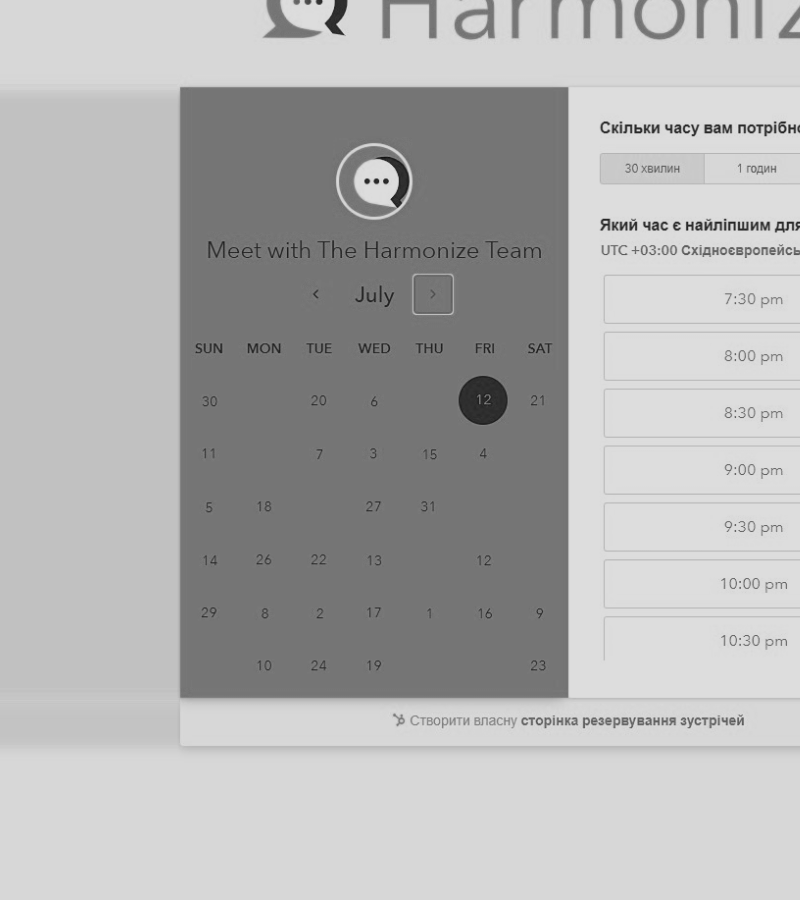 Harmoniz
Meet with The Harmonize Team
July
SUN MON TUE WED THU FRI SAT
30 20 6 12 21
11 7 3 15 4
5 18 27 31
14 26 22 13 12
29 8 2 17 1 16 9
10 24 19 23
Скільки часу вам потрібно
30 хвилин 1 годин
Який час є найліпшим для
UTC +03:00 Східноєвропейсь
7:30 pm
8:00 pm
8:30 pm
9:00 pm
9:30 pm
10:00 pm
10:30 pm
Створити власну сторінка резервування зустрічей